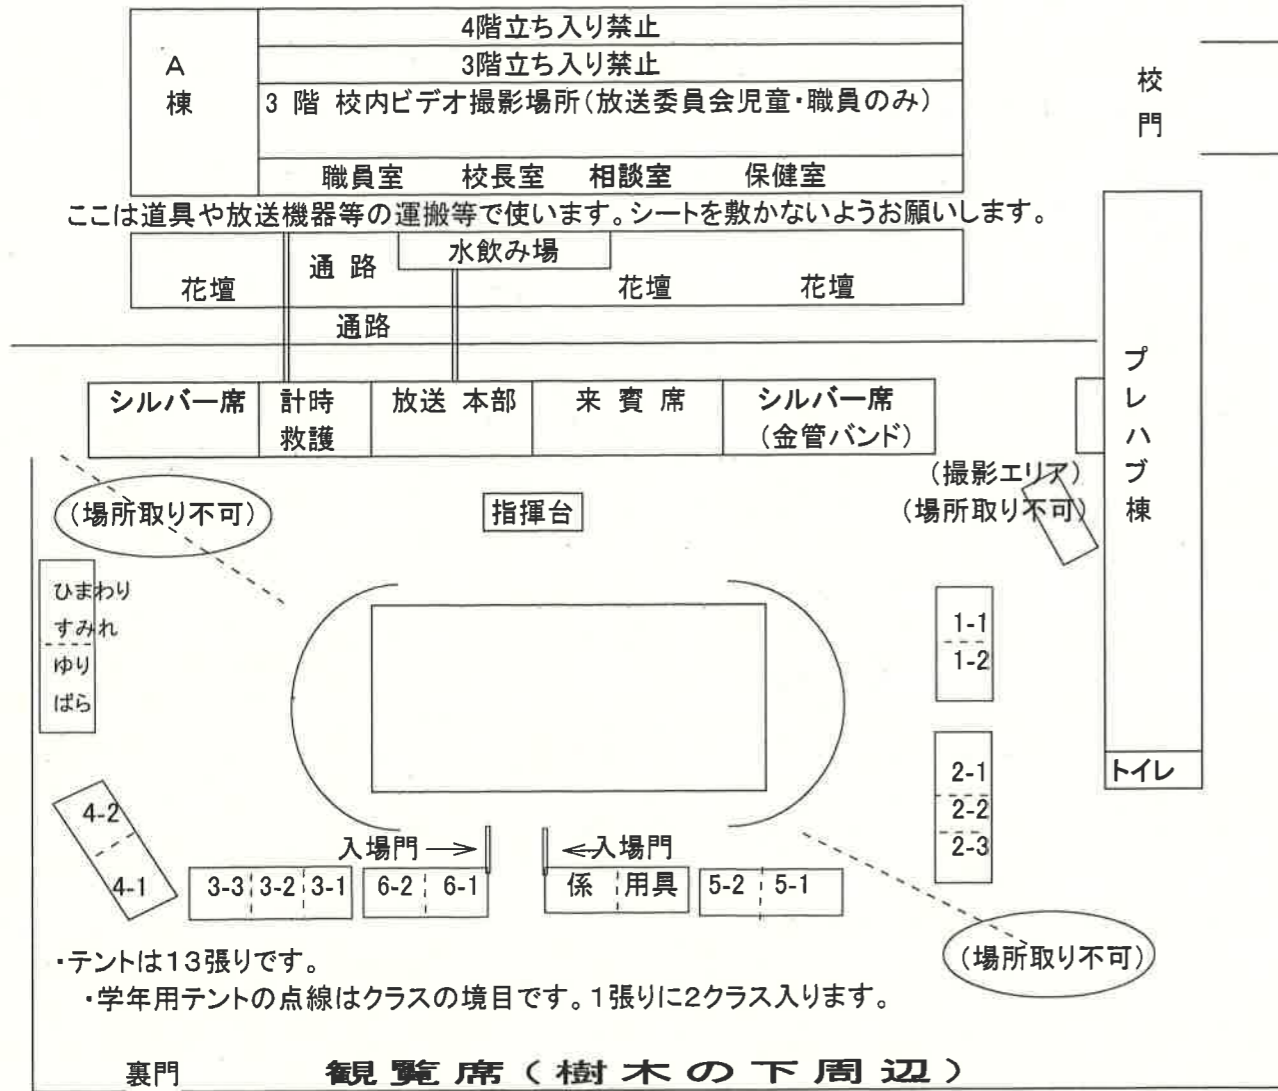 4階立ち入り禁止
3階立ち入り禁止
A棟
3 階 校内ビデオ撮影場所(放送委員会児童・職員のみ)
職員室 校長室 相談室 保健室
校門
ここは道具や放送機器等の運搬等で使います。シートを敷かないようお願いします。
通 路 水飲み場
花壇 花壇 花壇
通路
プレハブ棟
シルバー席 計時 放送 本部 来 賓 席 シルバー席
救護 (金管バンド)
(撮影エリア)
(場所取り不可) 指揮台 (場所取り不可)
ひまわり
すみれ
ゆり
ばら
1-1
1-2
2-1
2-2
2-3
トイレ
4-2
4-1
入場門→ ←入場門
3-3 3-2 3-1 6-2 6-1 係 用具 5-2 5-1
(場所取り不可)
・テントは13張りです。
・学年用テントの点線はクラスの境目です。1張りに2クラス入ります。
裏門 観覧席(樹木の下周辺)